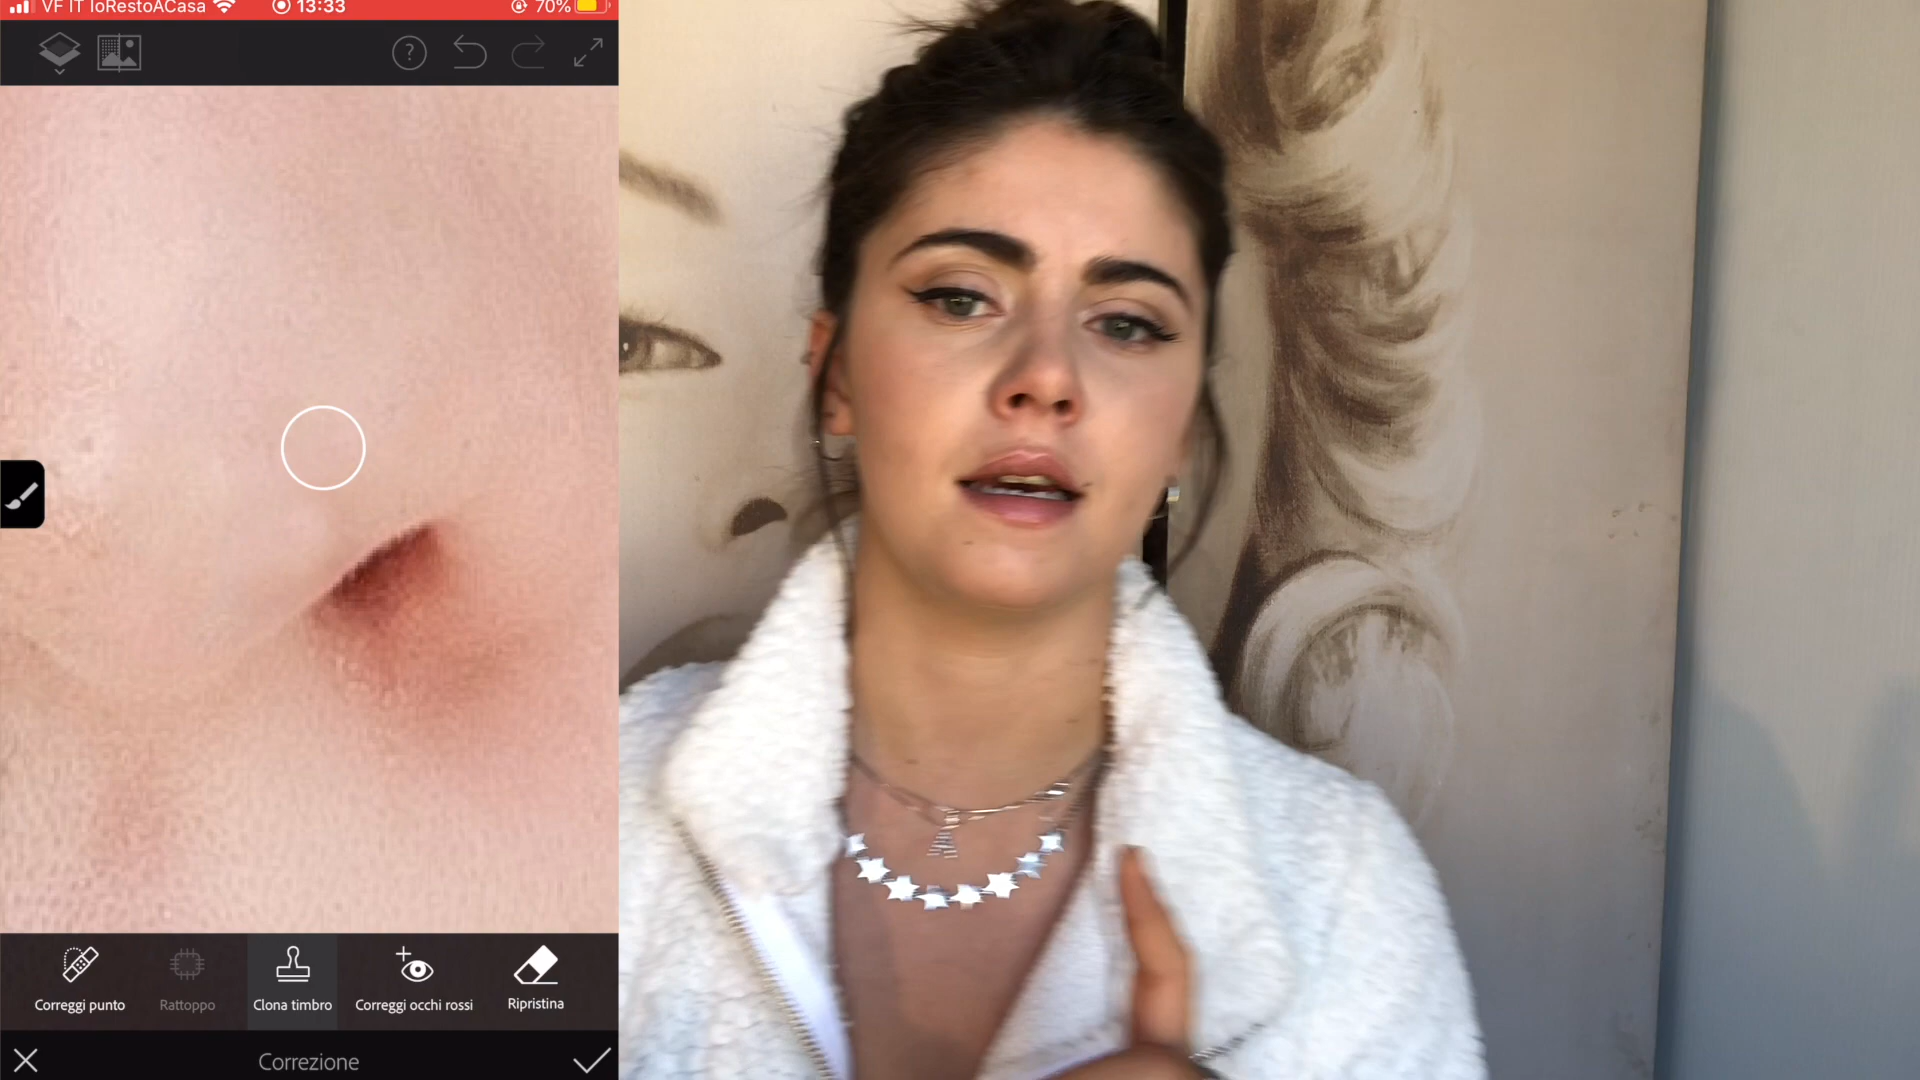 VF IT IoRestoACasa 13:33 70%
?
Correggi punto Rattoppo Clona timbro Correggi occhi rossi Ripristina
Correzione